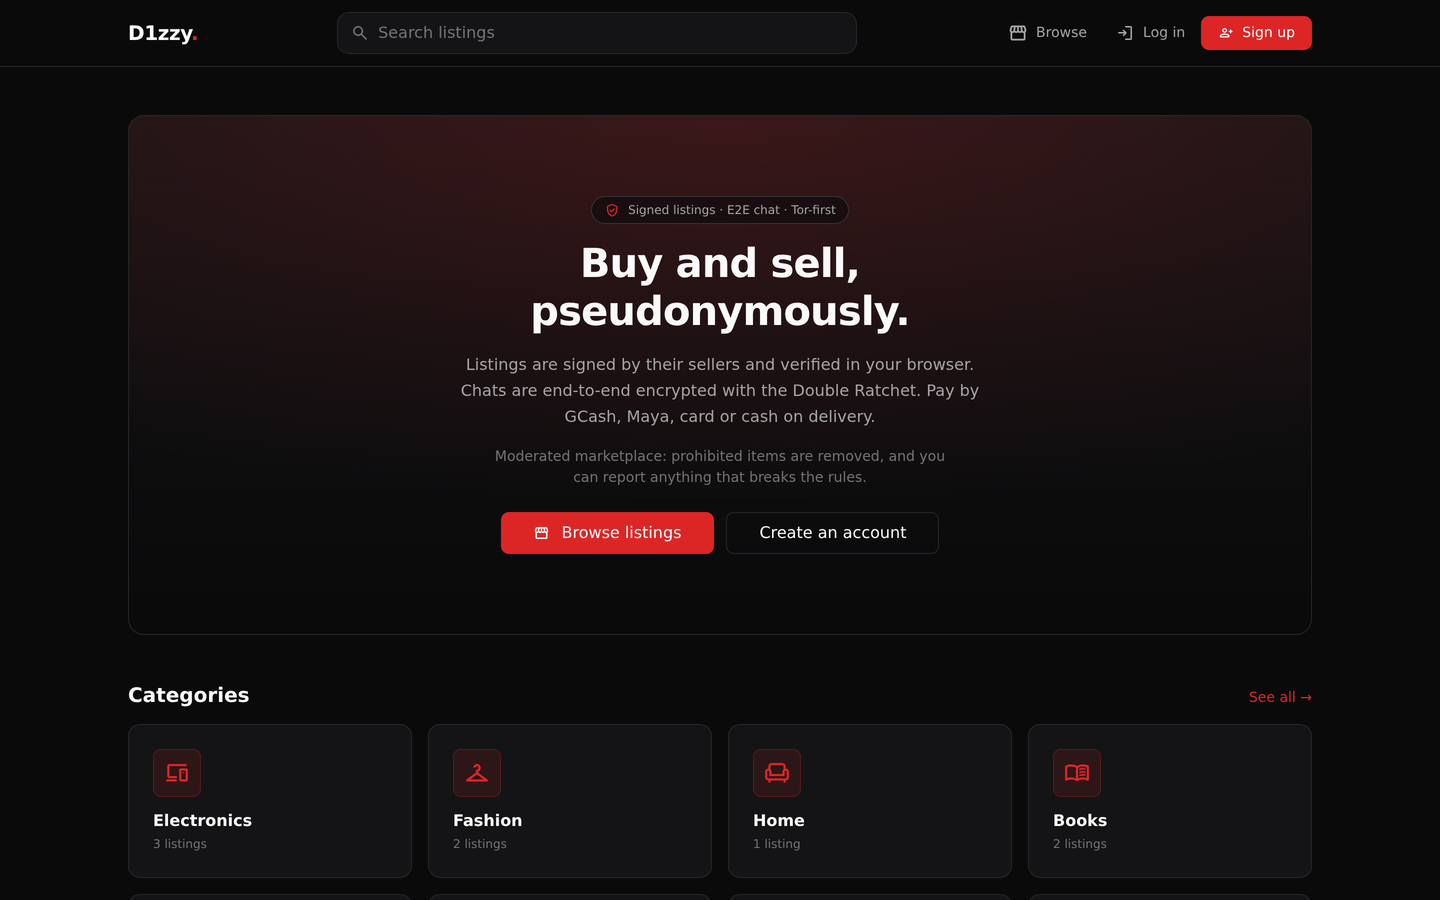 D1zzy.
Search listings
Browse
Log in
Sign up
Signed listings · E2E chat · Tor-first
Buy and sell,
pseudonymously.
Listings are signed by their sellers and verified in your browser.
Chats are end-to-end encrypted with the Double Ratchet. Pay by
GCash, Maya, card or cash on delivery.
Moderated marketplace: prohibited items are removed, and you
can report anything that breaks the rules.
Browse listings
Create an account
Categories
See all →
Electronics
3 listings
Fashion
2 listings
Home
1 listing
Books
2 listings